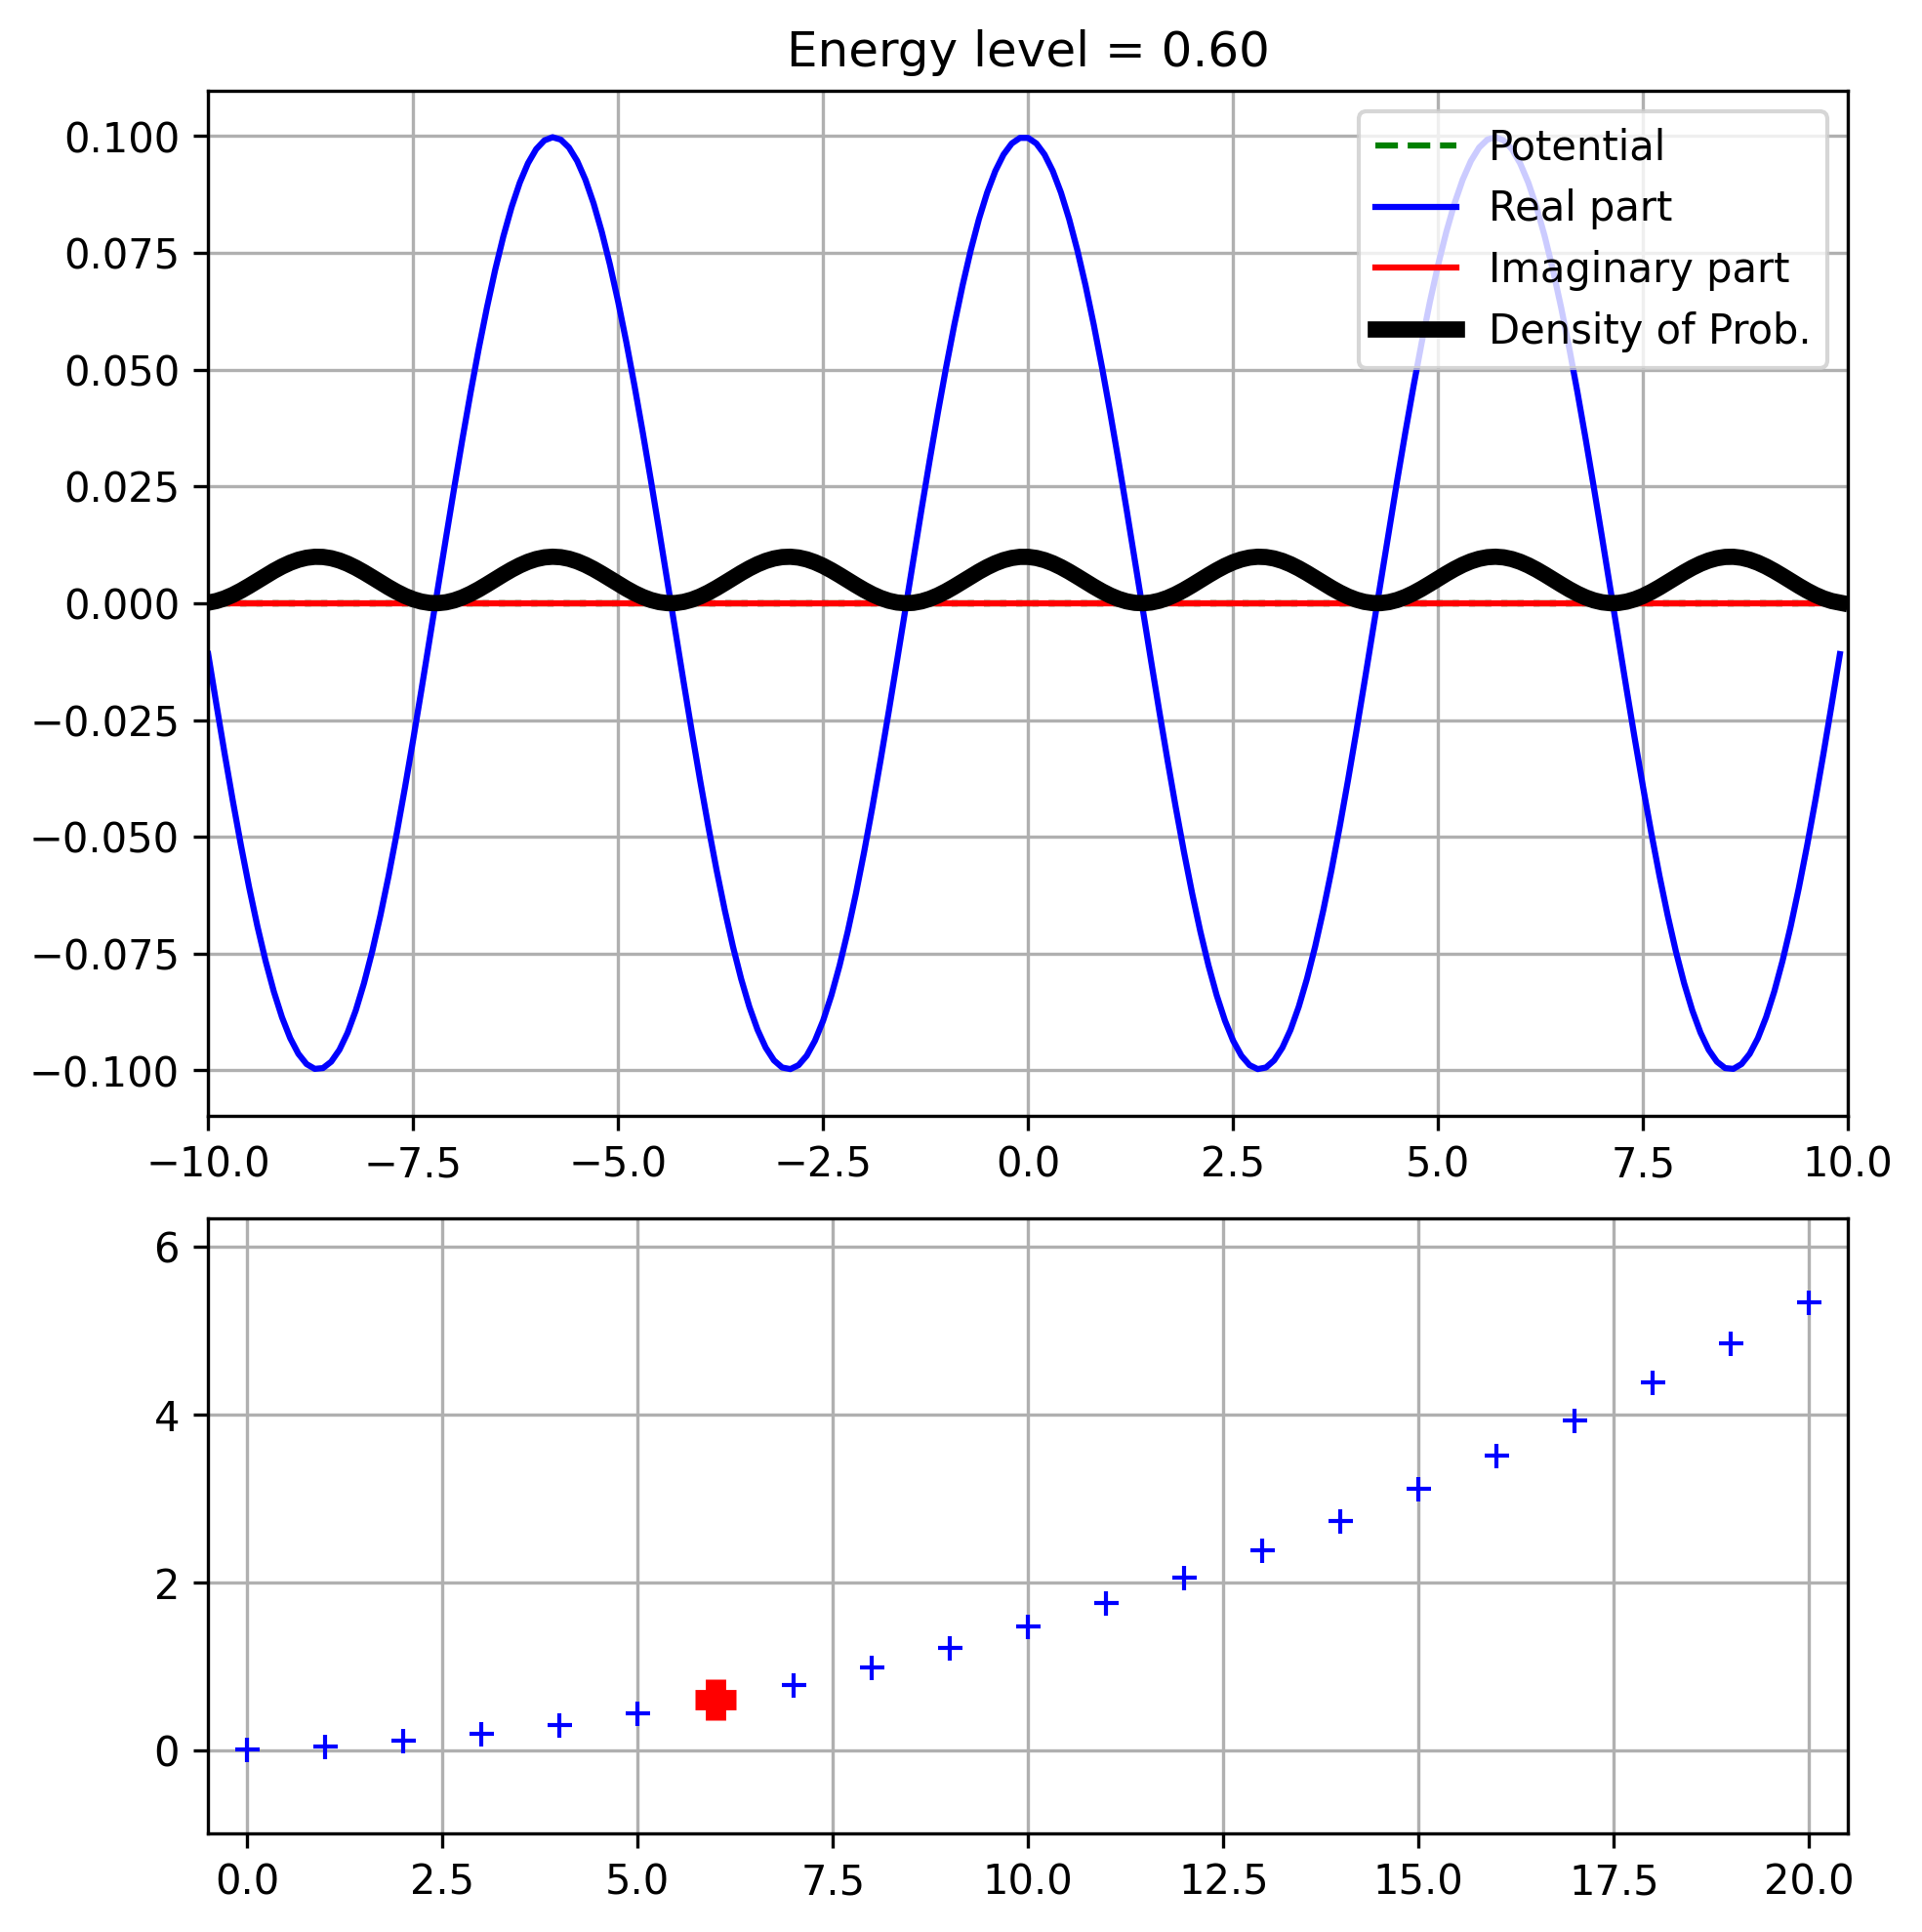 Energy level = 0.60
0.100
0.075
0.050
0.025
0.000
−0.025
−0.050
−0.075
−0.100
Potential
Real part
Imaginary part
Density of Prob.
−10.0 −7.5 −5.0 −2.5 0.0 2.5 5.0 7.5 10.0
6
4
2
0
0.0 2.5 5.0 7.5 10.0 12.5 15.0 17.5 20.0